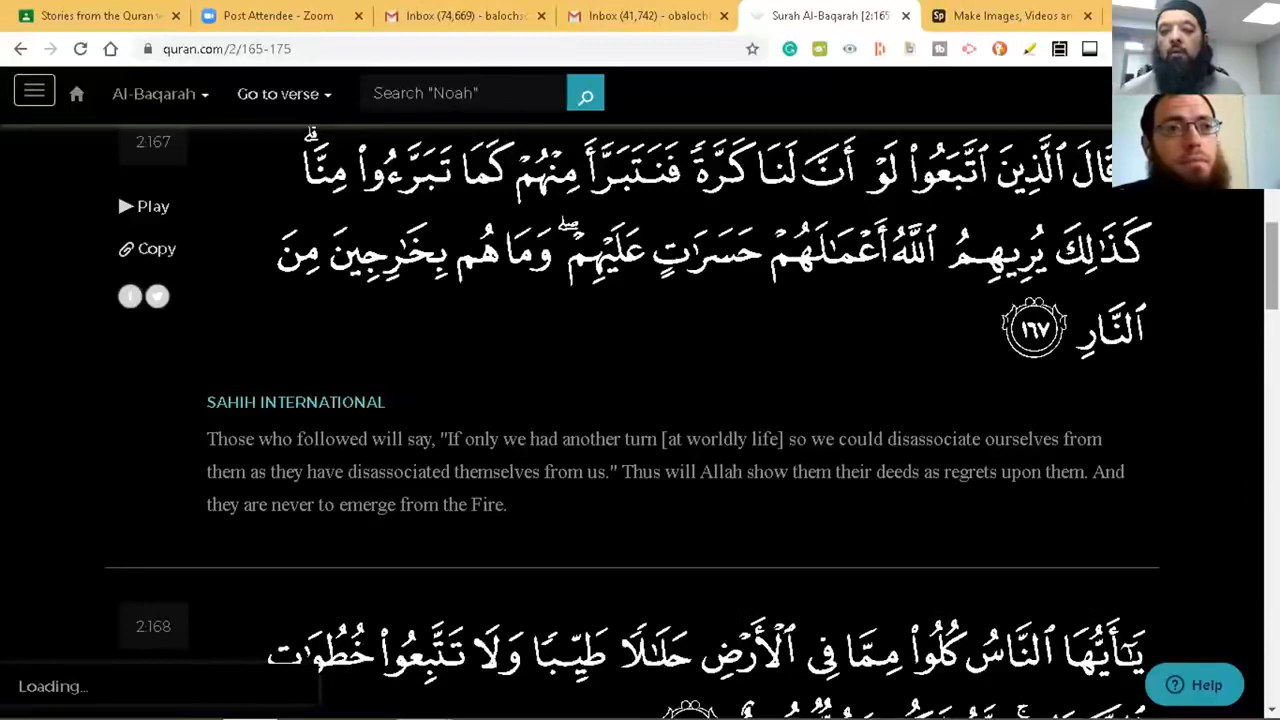 Stories from the Quran
Post Attendee - Zoom
Inbox (74,669) - balochs
Inbox (41,742) - obaloch
Surah Al-Baqarah [2:165
Make Images, Videos an
quran.com/2/165-175
Al-Baqarah
Go to verse
Search "Noah"
2:167
قَالَ ٱلَّذِينَ ٱتَّبَعُوا۟ لَوْ أَنَّ لَنَا كَرَّةً فَنَتَبَرَّأَ مِنْهُمْ كَمَا تَبَرَّءُوا۟ مِنَّا ۗ
Play
كَذَٰلِكَ يُرِيهِمُ ٱللَّهُ أَعْمَـٰلَهُمْ حَسَرَٰتٍ عَلَيْهِمْ ۖ وَمَا هُم بِخَـٰرِجِينَ مِنَ
Copy
ٱلنَّارِ ١٦٧
SAHIH INTERNATIONAL
Those who followed will say, "If only we had another turn [at worldly life] so we could disassociate ourselves from
them as they have disassociated themselves from us." Thus will Allah show them their deeds as regrets upon them. And
they are never to emerge from the Fire.
2:168
يَـٰٓأَيُّهَا ٱلنَّاسُ كُلُوا۟ مِمَّا فِى ٱلْأَرْضِ حَلَـٰلًا طَيِّبًا وَلَا تَتَّبِعُوا۟ خُطُوَٰتِ
Loading...
Help